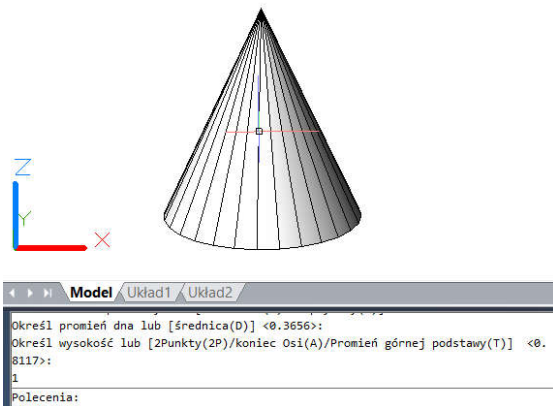 Z
Y
X
Model Układ1 Układ2
Określ promień dna lub [średnica(D)] <0.3656>:
Określ wysokość lub [2Punkty(2P)/koniec Osi(A)/Promień górnej podstawy(T)] <0.
8117>:
1
Polecenia: